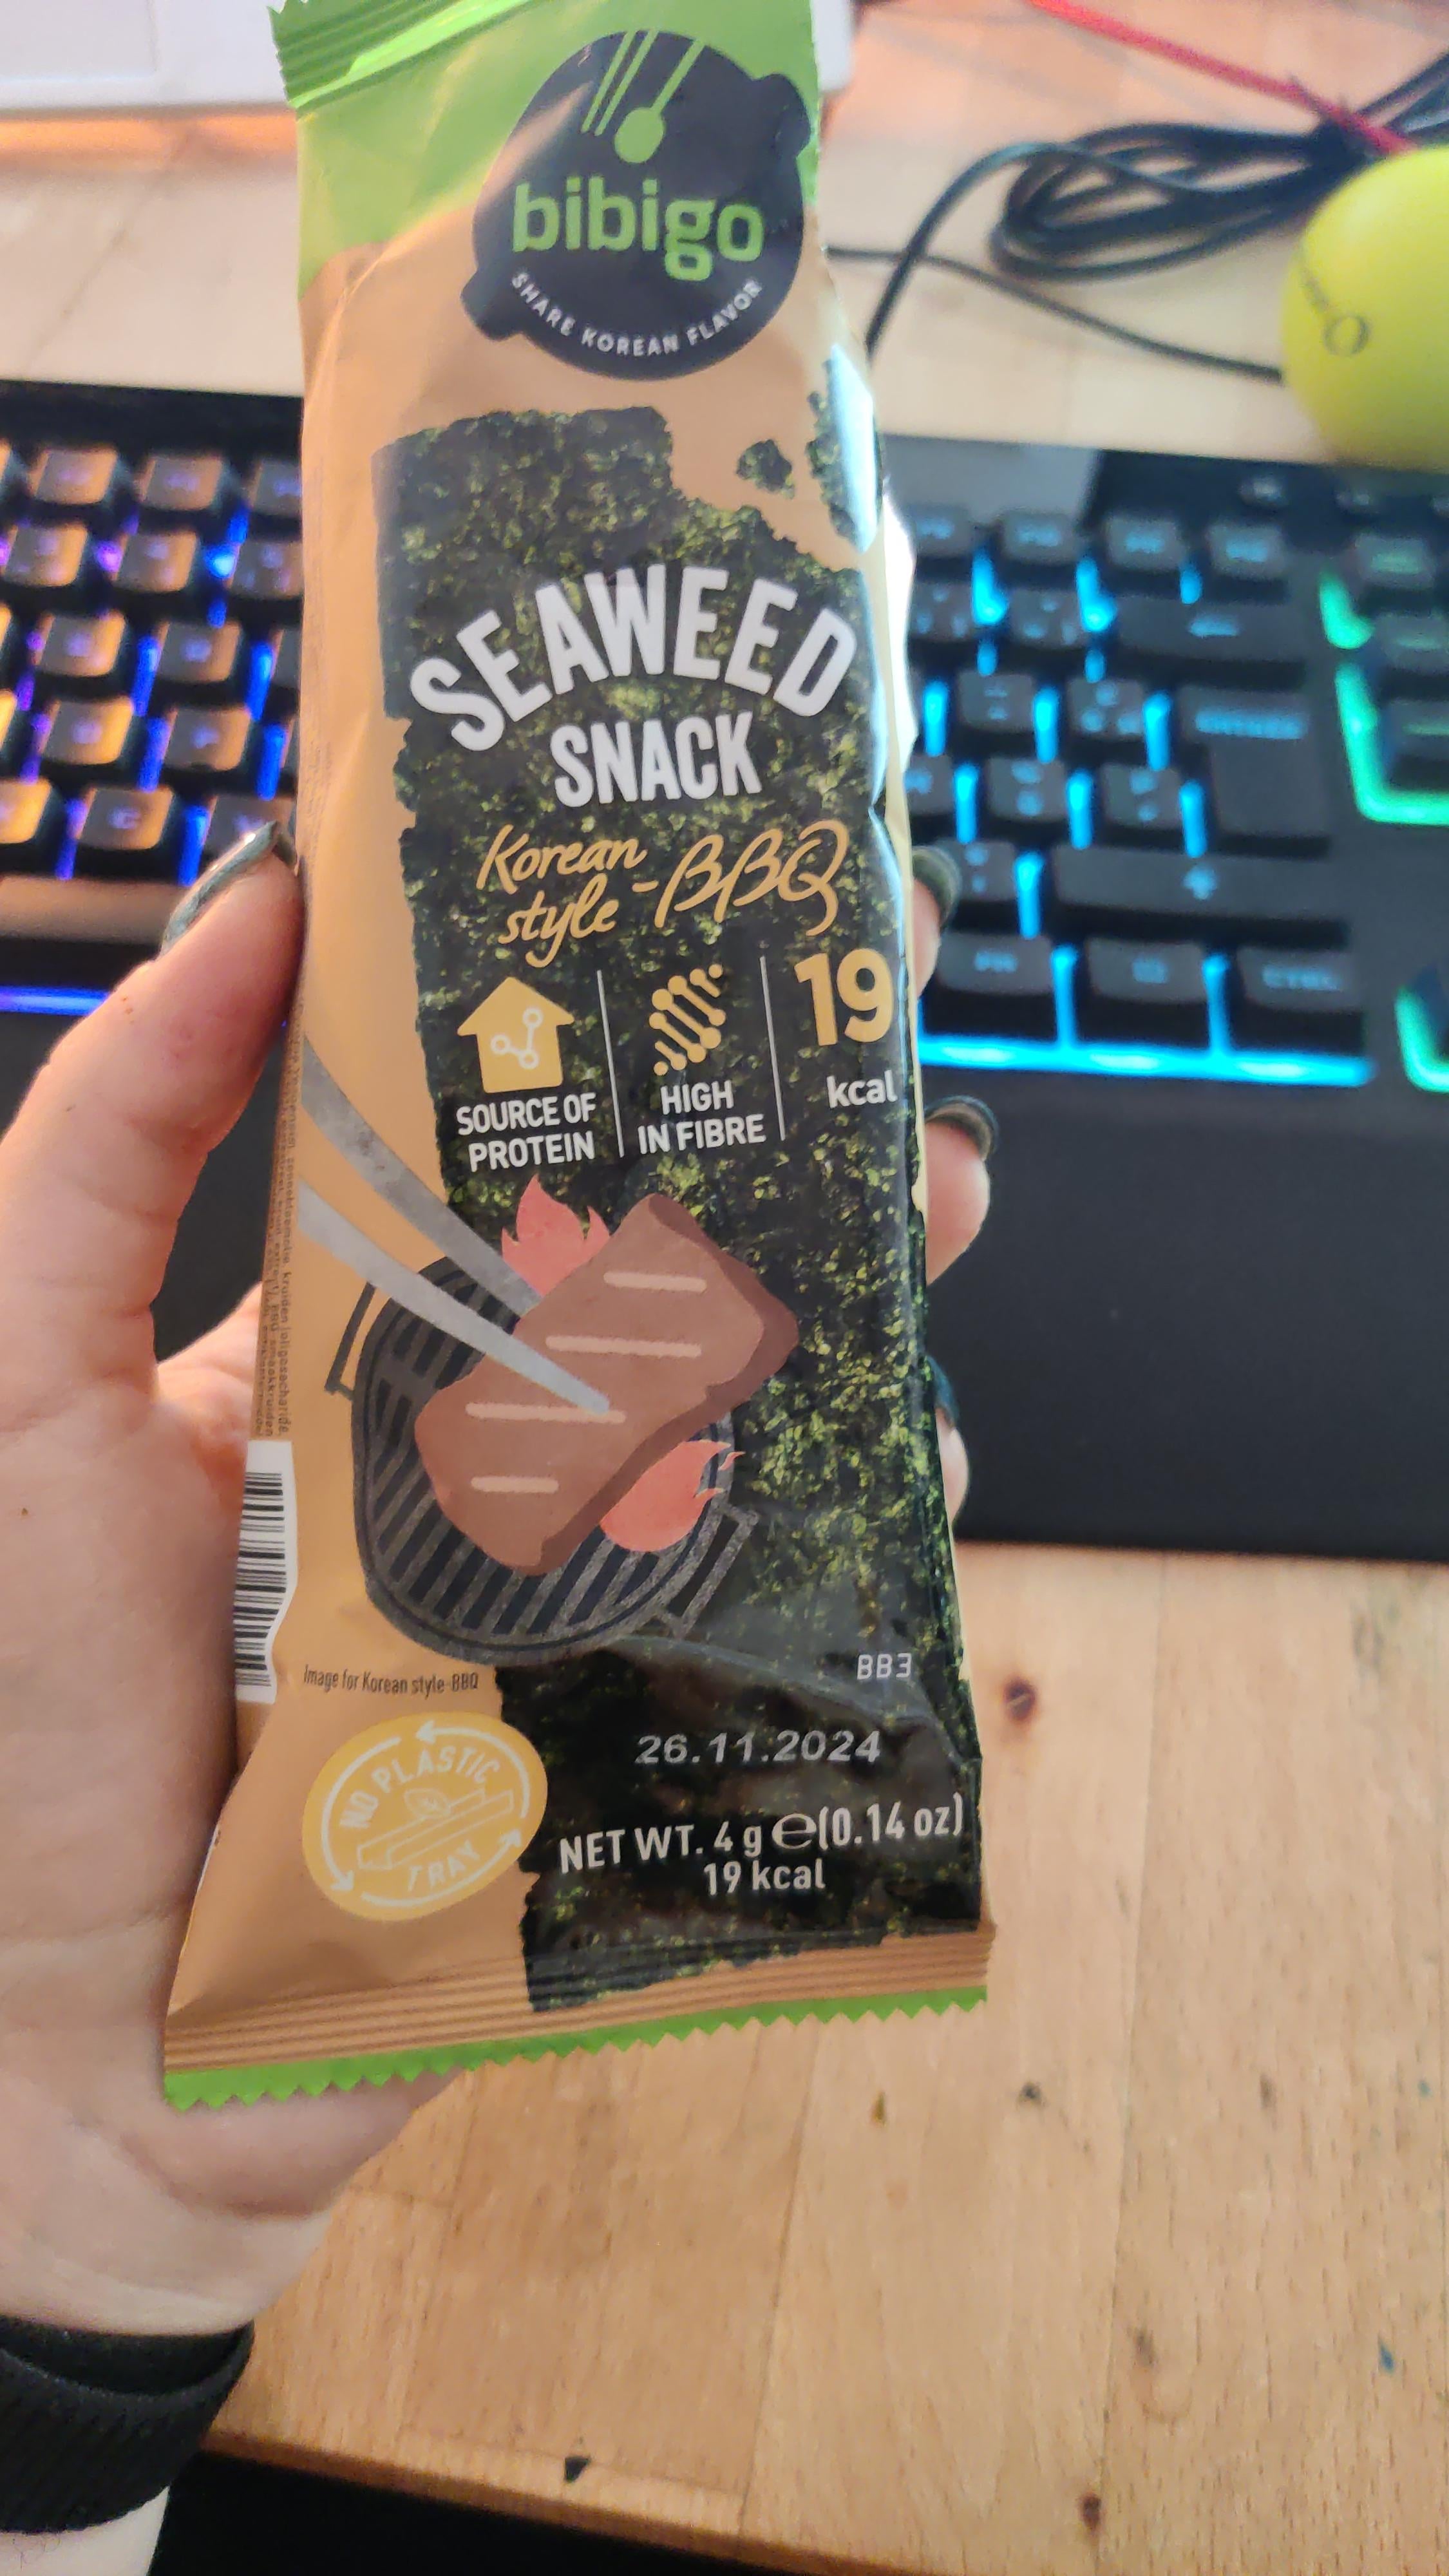 bibigo
SHARE KOREAN FLAVOR
SEAWEED
SNACK
Korean
style-BBQ
SOURCE OF
PROTEIN
HIGH
IN FIBRE
19
kcal
Image for Korean style-BBQ
BB3
26.11.2024
NO PLASTIC
TRAY
NET WT. 4 g e (0.14 oz)
19 kcal